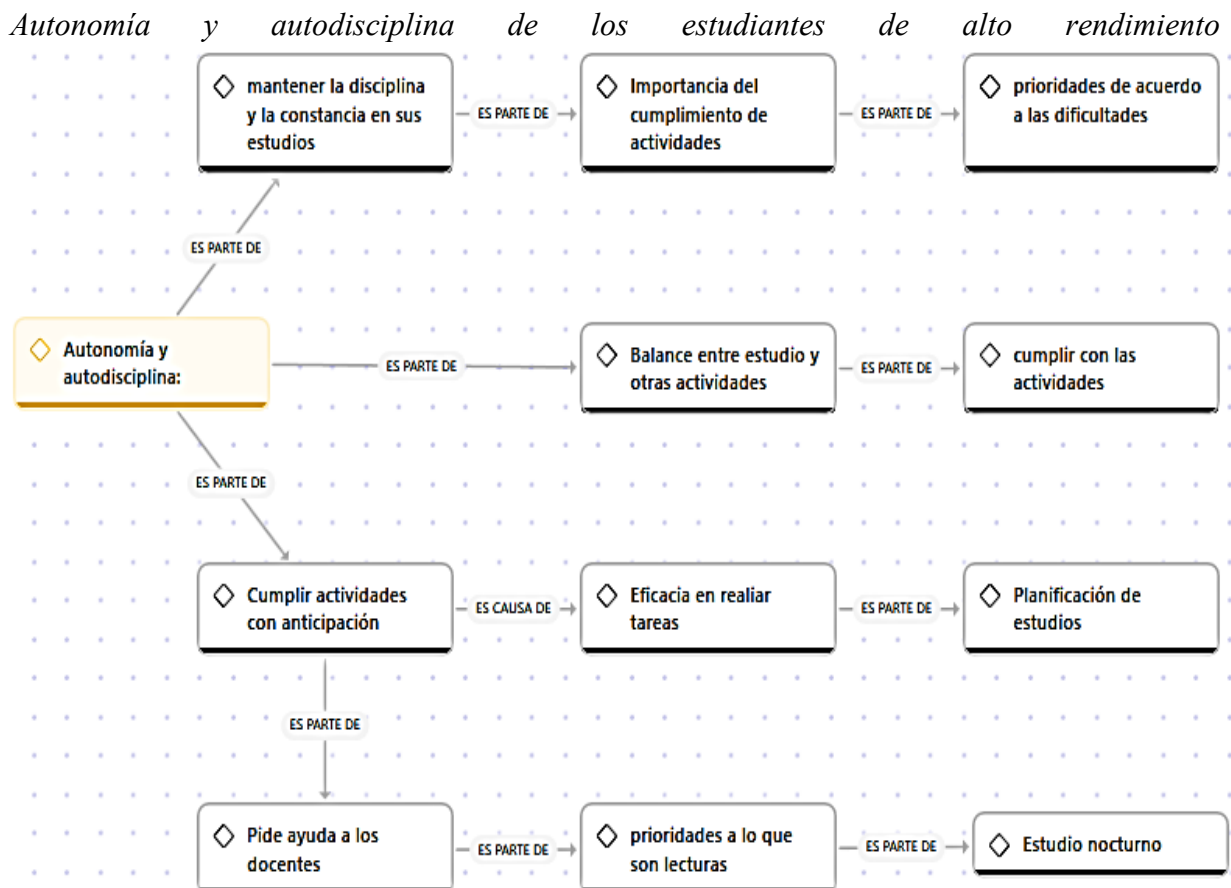 Autonomía y autodisciplina de los estudiantes de alto rendimiento
mantener la disciplina
y la constancia en sus
estudios
ES PARTE DE
Importancia del
cumplimiento de
actividades
ES PARTE DE
prioridades de acuerdo
a las dificultades
ES PARTE DE
Autonomía y
autodisciplina:
ES PARTE DE
Balance entre estudio y
otras actividades
ES PARTE DE
cumplir con las
actividades
ES PARTE DE
Cumplir actividades
con anticipación
ES CAUSA DE
Eficacia en realiar
tareas
ES PARTE DE
Planificación de
estudios
ES PARTE DE
Pide ayuda a los
docentes
ES PARTE DE
prioridades a lo que
son lecturas
ES PARTE DE
Estudio nocturno